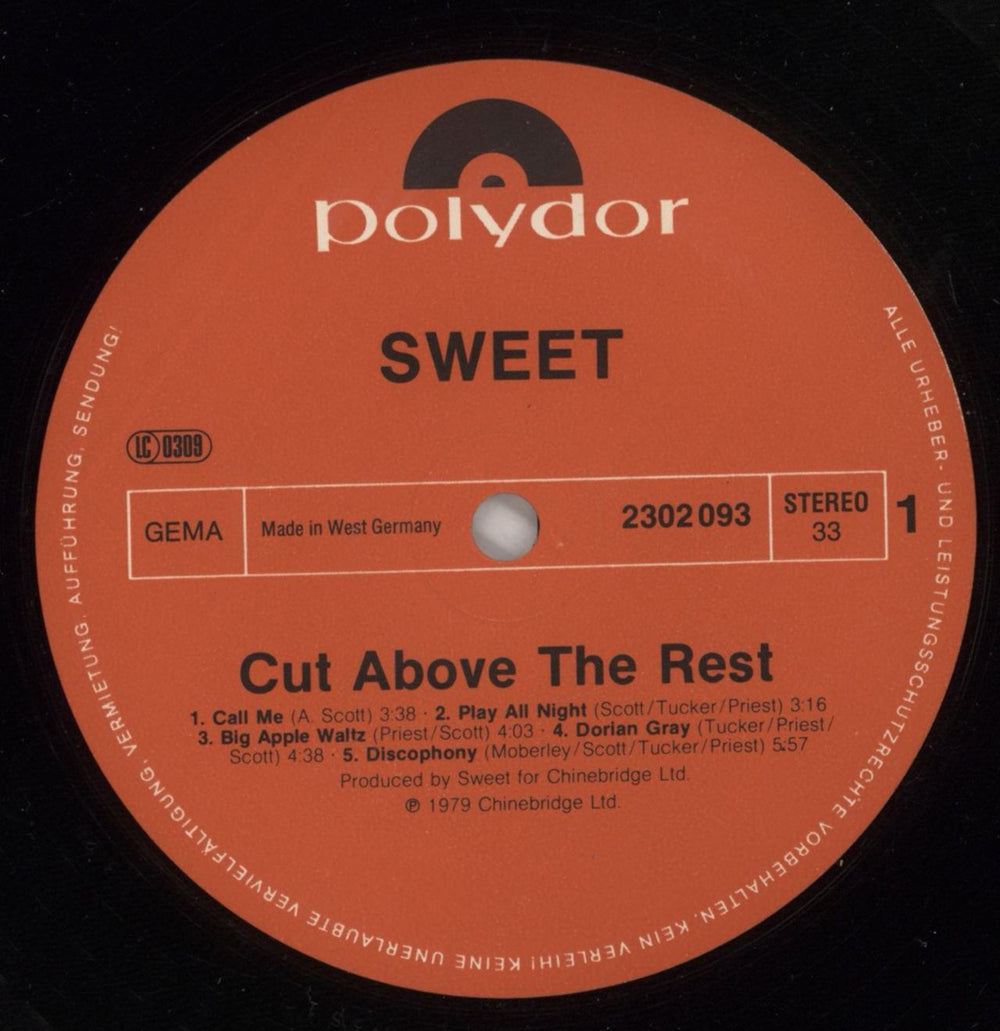 polydor
SWEET
LC 0309
GEMA
Made in West Germany
2302 093
STEREO
33
1
Cut Above The Rest
1. Call Me (A. Scott) 3:38 · 2. Play All Night (Scott/Tucker/Priest) 3:16
3. Big Apple Waltz (Priest/Scott) 4:03 · 4. Dorian Gray (Tucker/Priest/
Scott) 4:38 · 5. Discophony (Moberley/Scott/Tucker/Priest) 5:57
Produced by Sweet for Chinebridge Ltd.
℗ 1979 Chinebridge Ltd.
ALLE URHEBER- UND LEISTUNGSSCHUTZRECHTE VORBEHALTEN. KEIN VERLEIH! KEINE UNERLAUBTE VERVIELFÄLTIGUNG, VERMIETUNG, AUFFÜHRUNG, SENDUNG!